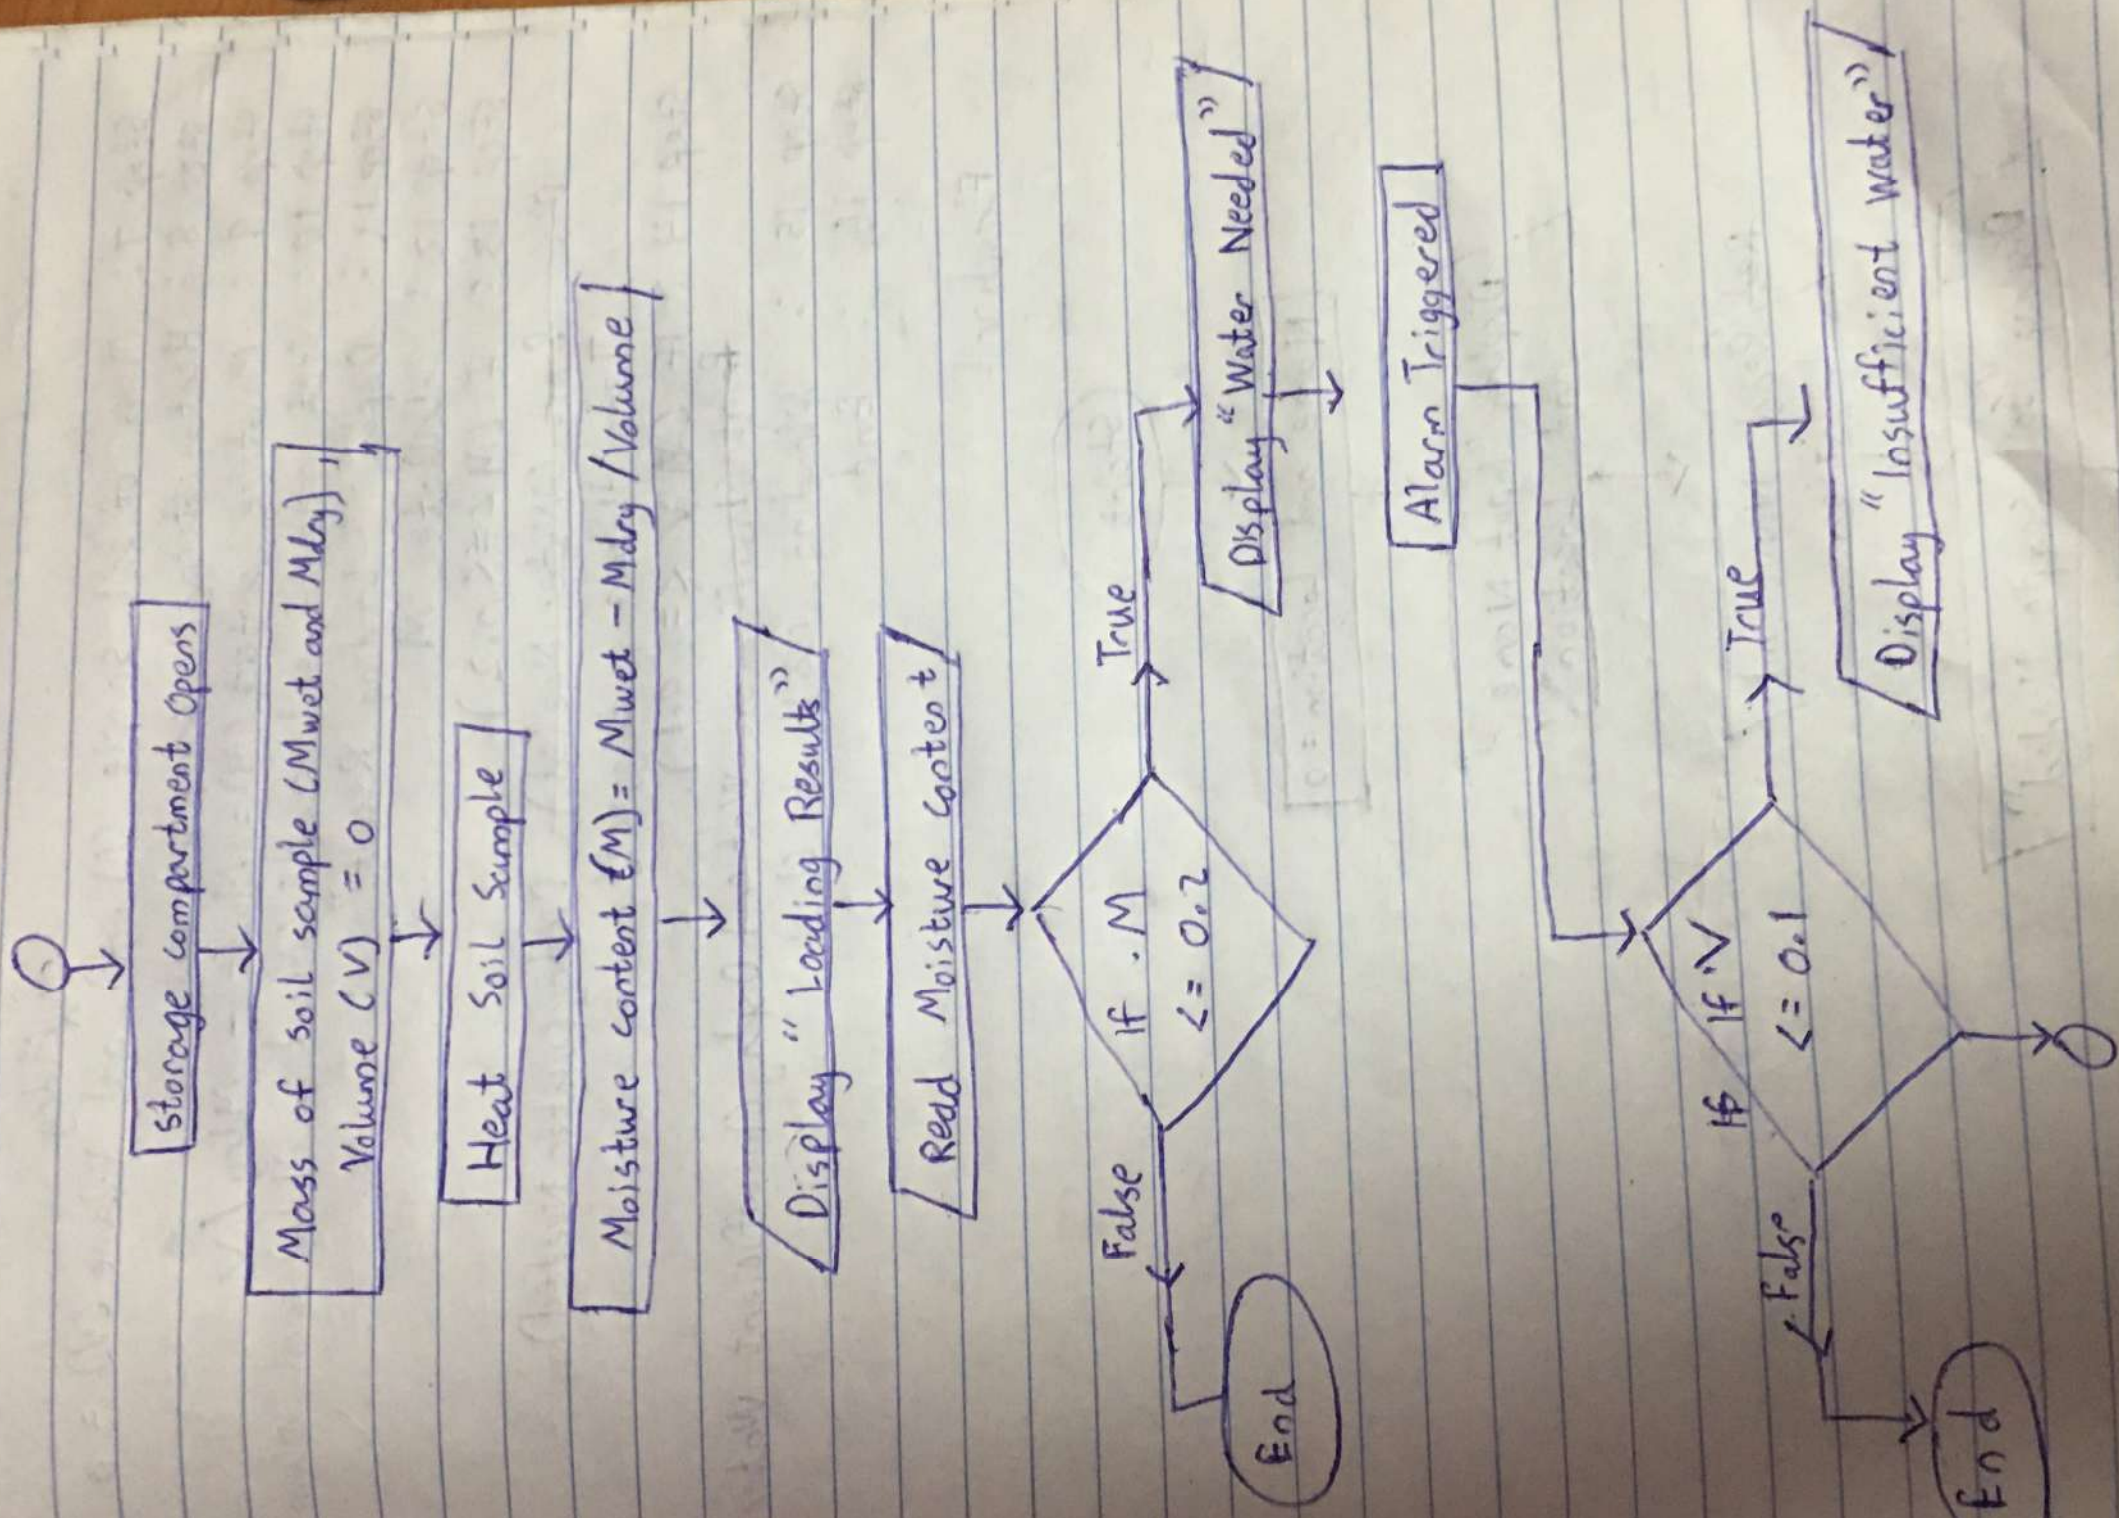 Storage compartment Opens
Mass of soil sample (Mwet and Mdry),
Volume (V) = 0
Heat Soil Sample
Moisture content (M) = Mwet - Mdry / Volume
Display "Loading Results"
Read Moisture content
If . M
<= 0.2
True
False
End
Display "Water Needed"
Alarm Triggered
If If .V
<= 0.1
True
False
End
Display "Insufficient Water"